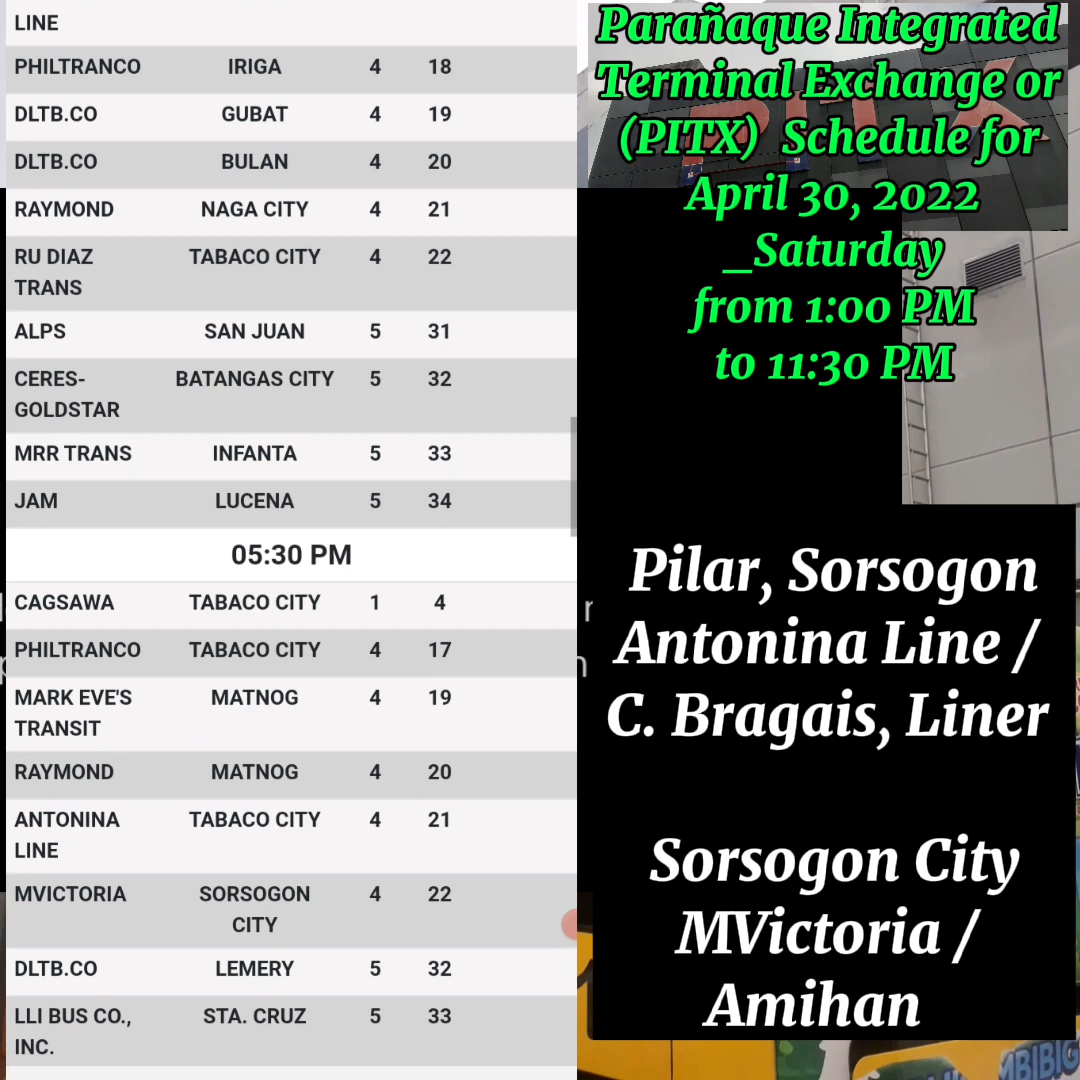 LINE
PHILTRANCO IRIGA 4 18
DLTB.CO GUBAT 4 19
DLTB.CO BULAN 4 20
RAYMOND NAGA CITY 4 21
RU DIAZ TABACO CITY 4 22
TRANS
ALPS SAN JUAN 5 31
CERES- BATANGAS CITY 5 32
GOLDSTAR
MRR TRANS INFANTA 5 33
JAM LUCENA 5 34
05:30 PM
CAGSAWA TABACO CITY 1 4
PHILTRANCO TABACO CITY 4 17
MARK EVE'S MATNOG 4 19
TRANSIT
RAYMOND MATNOG 4 20
ANTONINA TABACO CITY 4 21
LINE
MVICTORIA SORSOGON 4 22
CITY
DLTB.CO LEMERY 5 32
LLI BUS CO., STA. CRUZ 5 33
INC.
Parañaque Integrated
Terminal Exchange or
(PITX) Schedule for
April 30, 2022
_Saturday
from 1:00 PM
to 11:30 PM
PITX
Pilar, Sorsogon
Antonina Line /
C. Bragais, Liner
Sorsogon City
MVictoria /
Amihan